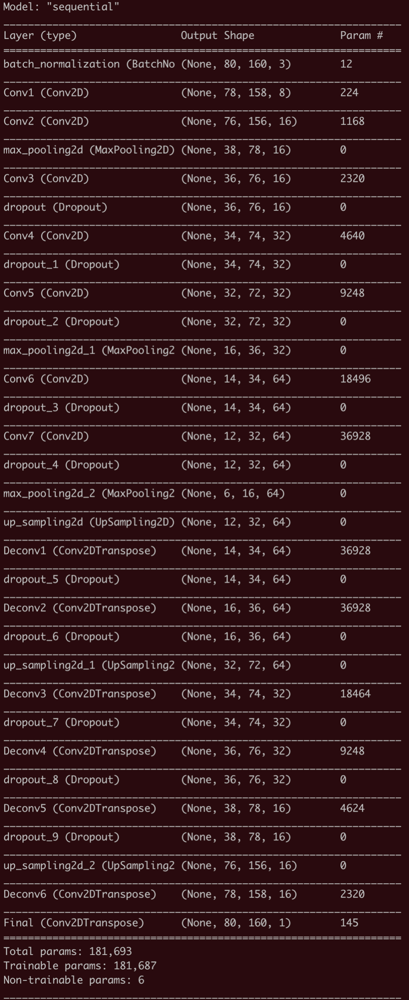 Model: "sequential"
_________________________________________________________________
Layer (type)                 Output Shape              Param #
=================================================================
batch_normalization (BatchNo (None, 80, 160, 3)        12
_________________________________________________________________
Conv1 (Conv2D)               (None, 78, 158, 8)        224
_________________________________________________________________
Conv2 (Conv2D)               (None, 76, 156, 16)       1168
_________________________________________________________________
max_pooling2d (MaxPooling2D) (None, 38, 78, 16)        0
_________________________________________________________________
Conv3 (Conv2D)               (None, 36, 76, 16)        2320
_________________________________________________________________
dropout (Dropout)            (None, 36, 76, 16)        0
_________________________________________________________________
Conv4 (Conv2D)               (None, 34, 74, 32)        4640
_________________________________________________________________
dropout_1 (Dropout)          (None, 34, 74, 32)        0
_________________________________________________________________
Conv5 (Conv2D)               (None, 32, 72, 32)        9248
_________________________________________________________________
dropout_2 (Dropout)          (None, 32, 72, 32)        0
_________________________________________________________________
max_pooling2d_1 (MaxPooling2 (None, 16, 36, 32)        0
_________________________________________________________________
Conv6 (Conv2D)               (None, 14, 34, 64)        18496
_________________________________________________________________
dropout_3 (Dropout)          (None, 14, 34, 64)        0
_________________________________________________________________
Conv7 (Conv2D)               (None, 12, 32, 64)        36928
_________________________________________________________________
dropout_4 (Dropout)          (None, 12, 32, 64)        0
_________________________________________________________________
max_pooling2d_2 (MaxPooling2 (None, 6, 16, 64)         0
_________________________________________________________________
up_sampling2d (UpSampling2D) (None, 12, 32, 64)        0
_________________________________________________________________
Deconv1 (Conv2DTranspose)    (None, 14, 34, 64)        36928
_________________________________________________________________
dropout_5 (Dropout)          (None, 14, 34, 64)        0
_________________________________________________________________
Deconv2 (Conv2DTranspose)    (None, 16, 36, 64)        36928
_________________________________________________________________
dropout_6 (Dropout)          (None, 16, 36, 64)        0
_________________________________________________________________
up_sampling2d_1 (UpSampling2 (None, 32, 72, 64)        0
_________________________________________________________________
Deconv3 (Conv2DTranspose)    (None, 34, 74, 32)        18464
_________________________________________________________________
dropout_7 (Dropout)          (None, 34, 74, 32)        0
_________________________________________________________________
Deconv4 (Conv2DTranspose)    (None, 36, 76, 32)        9248
_________________________________________________________________
dropout_8 (Dropout)          (None, 36, 76, 32)        0
_________________________________________________________________
Deconv5 (Conv2DTranspose)    (None, 38, 78, 16)        4624
_________________________________________________________________
dropout_9 (Dropout)          (None, 38, 78, 16)        0
_________________________________________________________________
up_sampling2d_2 (UpSampling2 (None, 76, 156, 16)       0
_________________________________________________________________
Deconv6 (Conv2DTranspose)    (None, 78, 158, 16)       2320
_________________________________________________________________
Final (Conv2DTranspose)      (None, 80, 160, 1)        145
=================================================================
Total params: 181,693
Trainable params: 181,687
Non-trainable params: 6
_________________________________________________________________